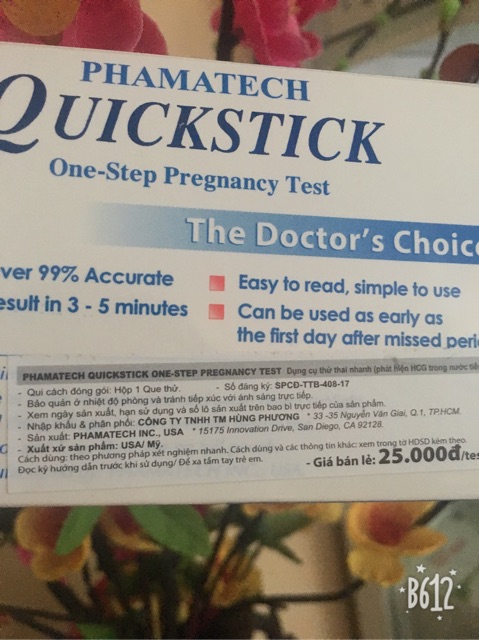 PHAMATECH
QUICKSTICK
One-Step Pregnancy Test
The Doctor's Choice
ver 99% Accurate
Easy to read, simple to use
esult in 3 - 5 minutes
Can be used as early as
the first day after missed peri
PHAMATECH QUICKSTICK ONE-STEP PREGNANCY TEST Dụng cụ thử thai nhanh (phát hiện HCG trong nước tiể
- Qui cách đóng gói: Hộp 1 Que thử. - Số đăng ký: SPCD-TTB-408-17
- Bảo quản ở nhiệt độ phòng và tránh tiếp xúc với ánh sáng trực tiếp.
- Xem ngày sản xuất, hạn sử dụng và số lô sản xuất trên bao bì trực tiếp của sản phẩm.
- Nhập khẩu & phân phối: CÔNG TY TNHH TM HÙNG PHƯƠNG * 33 -35 Nguyễn Văn Giai, Q.1, TP.HCM.
- Sản xuất: PHAMATECH INC., USA * 15175 Innovation Drive, San Diego, CA 92128.
- Xuất xứ sản phẩm: USA/ Mỹ.
Cách dùng: theo phương pháp xét nghiệm nhanh. Cách dùng và các thông tin khác: xem trong tờ HDSD kèm theo.
Đọc kỹ hướng dẫn trước khi sử dụng/ Để xa tầm tay trẻ em. - Giá bán lẻ: 25.000đ/tes
B612